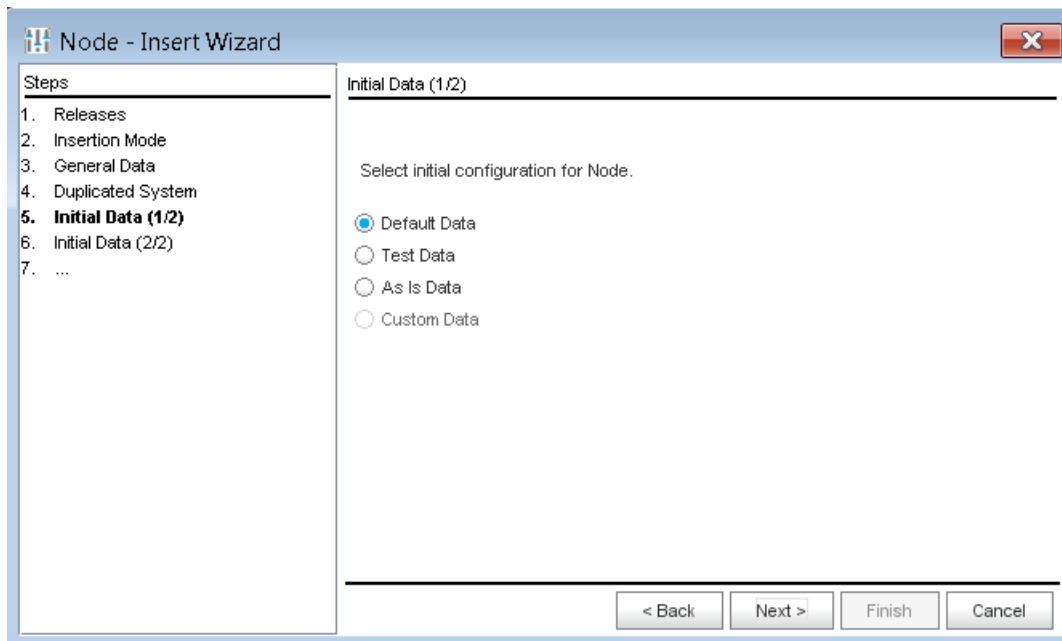 Node - Insert Wizard
Steps
1. Releases
2. Insertion Mode
3. General Data
4. Duplicated System
5. Initial Data (1/2)
6. Initial Data (2/2)
7. ...
Initial Data (1/2)
Select initial configuration for Node.
Default Data
Test Data
As Is Data
Custom Data
< Back
Next >
Finish
Cancel